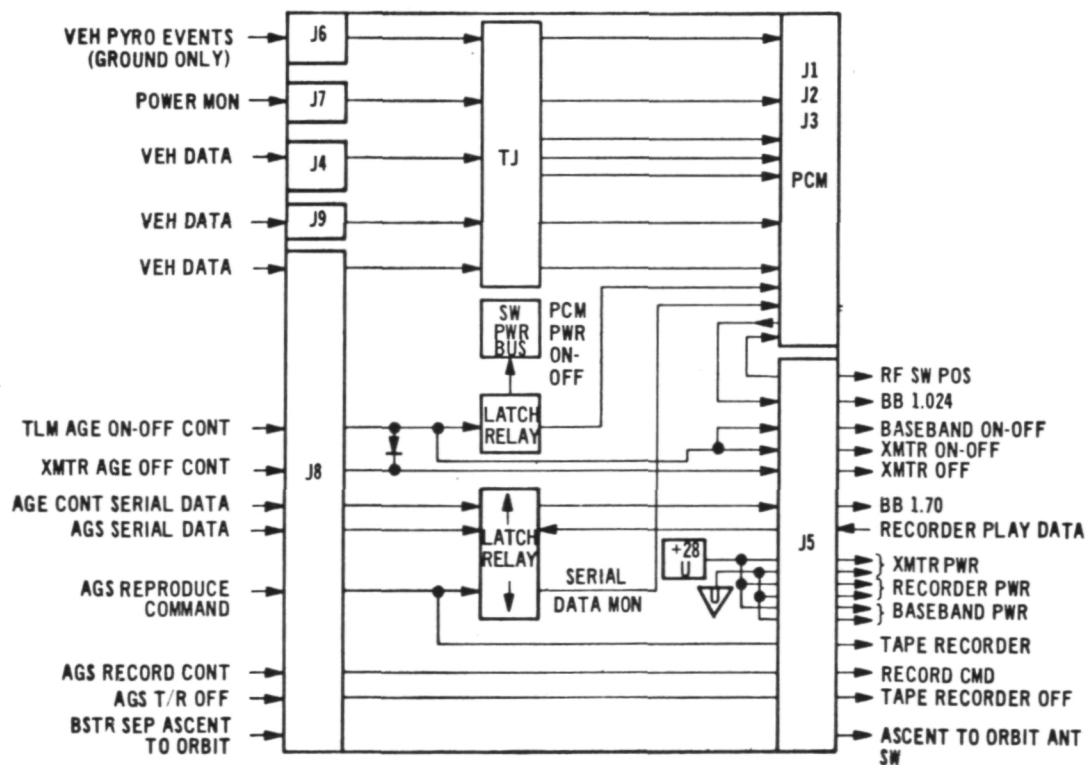 VEH PYRO EVENTS
(GROUND ONLY)
POWER MON
VEH DATA
VEH DATA
VEH DATA
TLM AGE ON-OFF CONT
XMTR AGE OFF CONT
AGE CONT SERIAL DATA
AGS SERIAL DATA
AGS REPRODUCE
COMMAND
AGS RECORD CONT
AGS T/R OFF
BSTR SEP ASCENT
TO ORBIT
J6
J7
J4
J9
J8
TJ
SW
PWR
BUS
PCM
PWR
ON-
OFF
LATCH
RELAY
LATCH
RELAY
SERIAL
DATA MON
+28
U
U
J1
J2
J3
PCM
J5
RF SW POS
BB 1.024
BASEBAND ON-OFF
XMTR ON-OFF
XMTR OFF
BB 1.70
RECORDER PLAY DATA
XMTR PWR
RECORDER PWR
BASEBAND PWR
TAPE RECORDER
RECORD CMD
TAPE RECORDER OFF
ASCENT TO ORBIT ANT
SW